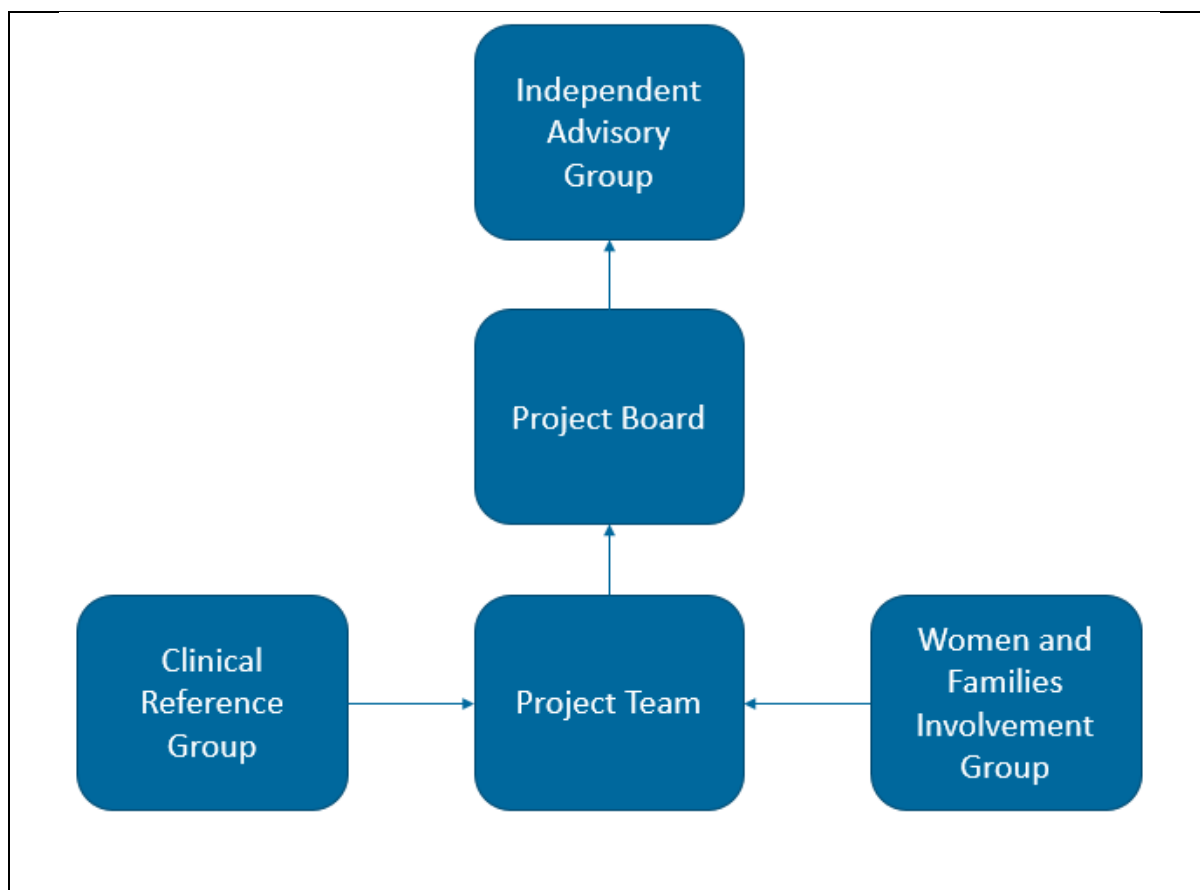 Independent
Advisory
Group
Project Board
Clinical
Reference
Group
Project Team
Women and
Families
Involvement
Group